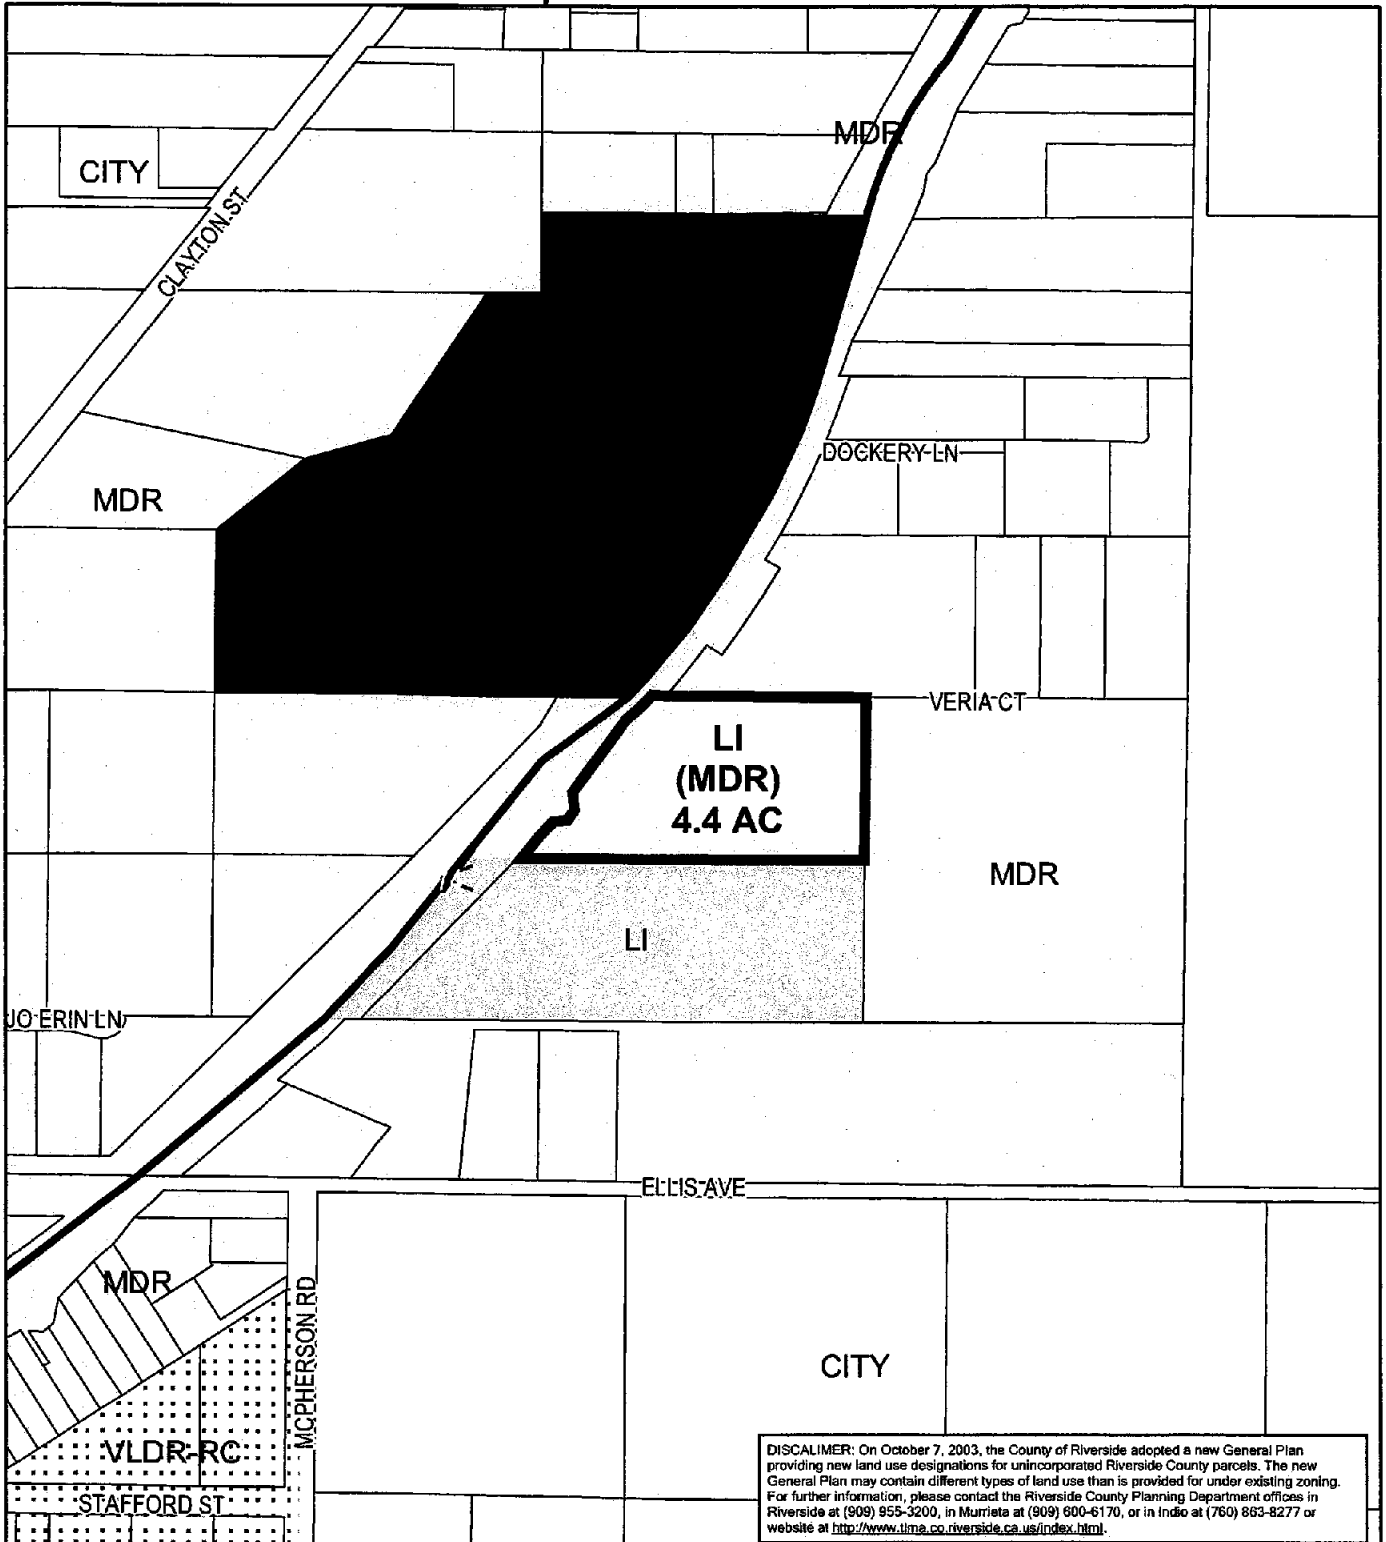 MDR
CITY
CLAYTON ST
DOCKERY LN
MDR
VERIA CT
LI
(MDR)
4.4 AC
MDR
LI
JO ERIN LN
ELLIS AVE
MDR
MCPHERSON RD
CITY
VLDR-RC
STAFFORD ST
DISCALIMER: On October 7, 2003, the County of Riverside adopted a new General Plan
providing new land use designations for unincorporated Riverside County parcels. The new
General Plan may contain different types of land use than is provided for under existing zoning.
For further information, please contact the Riverside County Planning Department offices in
Riverside at (909) 955-3200, in Murrieta at (909) 600-6170, or in Indio at (760) 863-8277 or
website at http://www.tlma.co.riverside.ca.us/index.html.